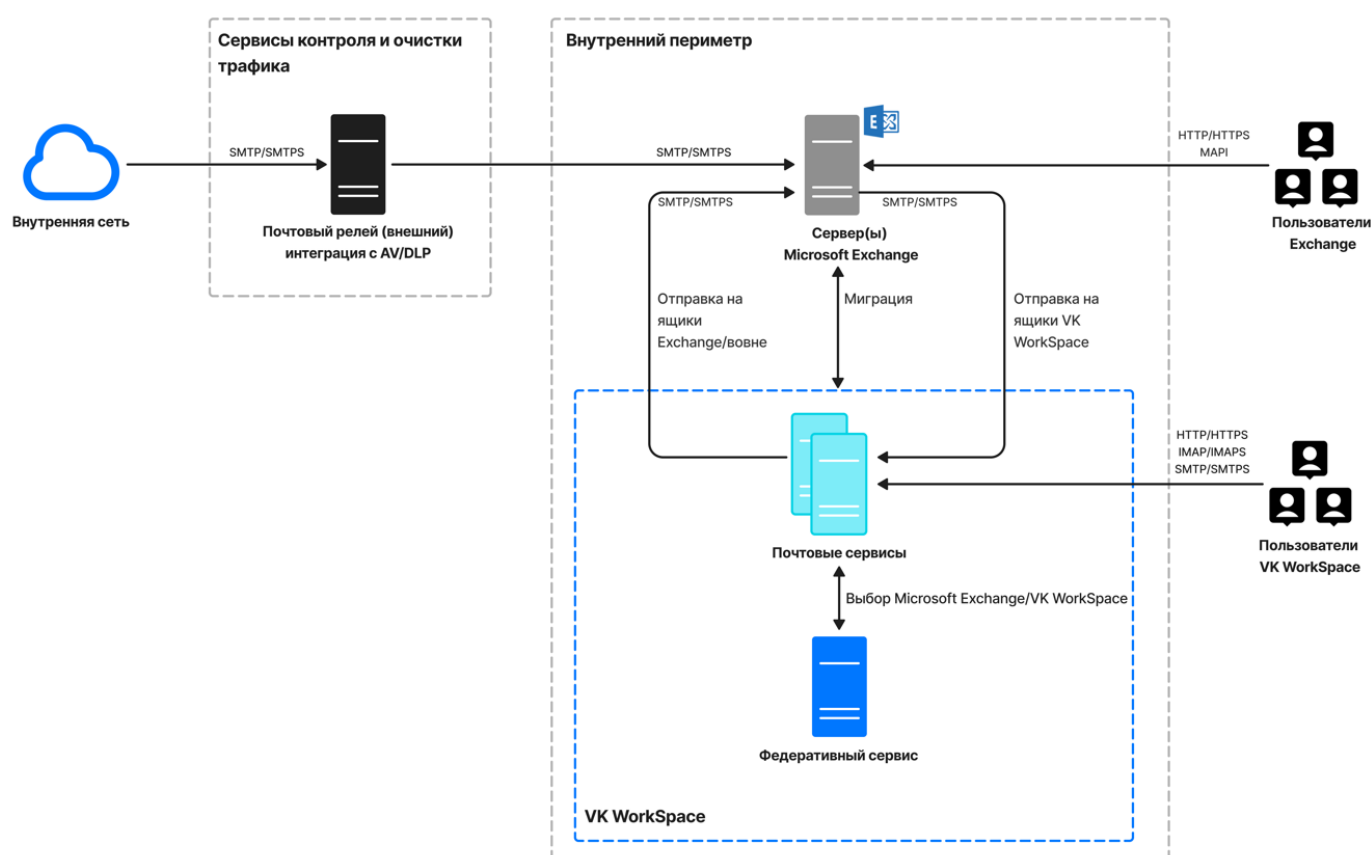 Сервисы контроля и очистки
трафика
Внутренний периметр
E
SMTP/SMTPS
SMTP/SMTPS
HTTP/HTTPS
MAPI
Внутренняя сеть
Почтовый релей (внешний)
интеграция с AV/DLP
SMTP/SMTPS
SMTP/SMTPS
Сервер(ы)
Microsoft Exchange
Пользователи
Exchange
Отправка на
ящики
Exchange/вовне
Миграция
Отправка на
ящики VK
WorkSpace
HTTP/HTTPS
IMAP/IMAPS
SMTP/SMTPS
Почтовые сервисы
Пользователи
VK WorkSpace
Выбор Microsoft Exchange/VK WorkSpace
Федеративный сервис
VK WorkSpace